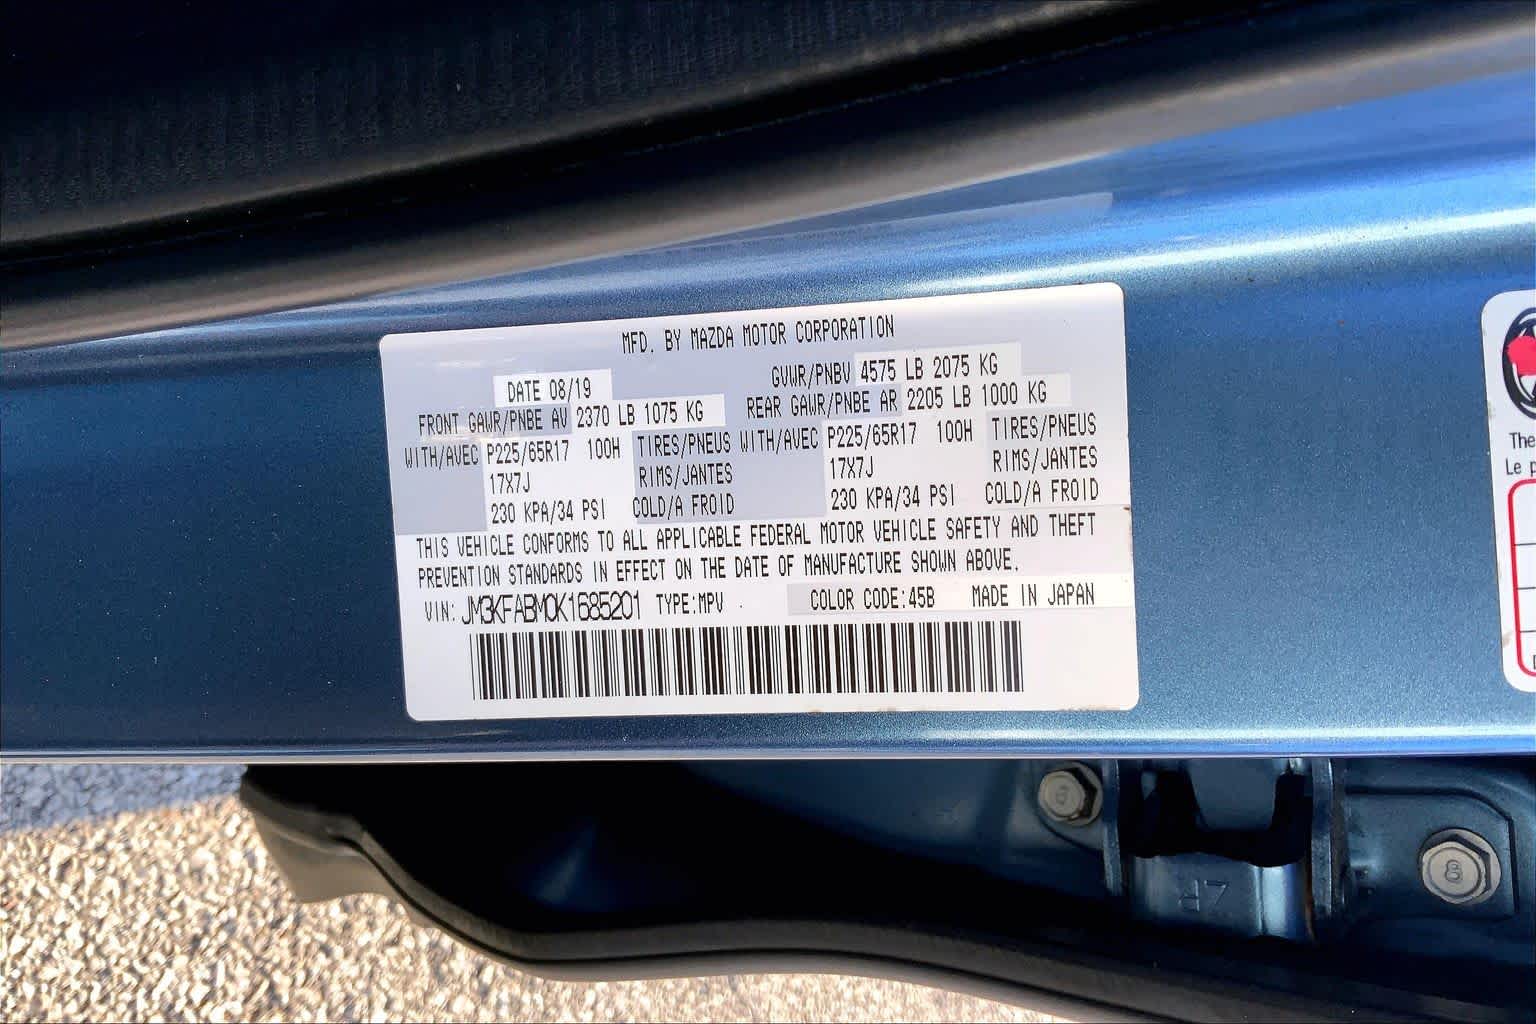 MFD. BY MAZDA MOTOR CORPORATION
DATE 08/19 GVWR/PNBV 4575 LB 2075 KG
FRONT GAWR/PNBE AV 2370 LB 1075 KG REAR GAWR/PNBE AR 2205 LB 1000 KG
WITH/AVEC P225/65R17 100H TIRES/PNEUS WITH/AVEC P225/65R17 100H TIRES/PNEUS
17X7J RIMS/JANTES 17X7J RIMS/JANTES
230 KPA/34 PSI COLD/A FROID 230 KPA/34 PSI COLD/A FROID
THIS VEHICLE CONFORMS TO ALL APPLICABLE FEDERAL MOTOR VEHICLE SAFETY AND THEFT
PREVENTION STANDARDS IN EFFECT ON THE DATE OF MANUFACTURE SHOWN ABOVE.
VIN: JM3KFABM0K1685201 TYPE:MPV COLOR CODE:45B MADE IN JAPAN
The
Le
8
8